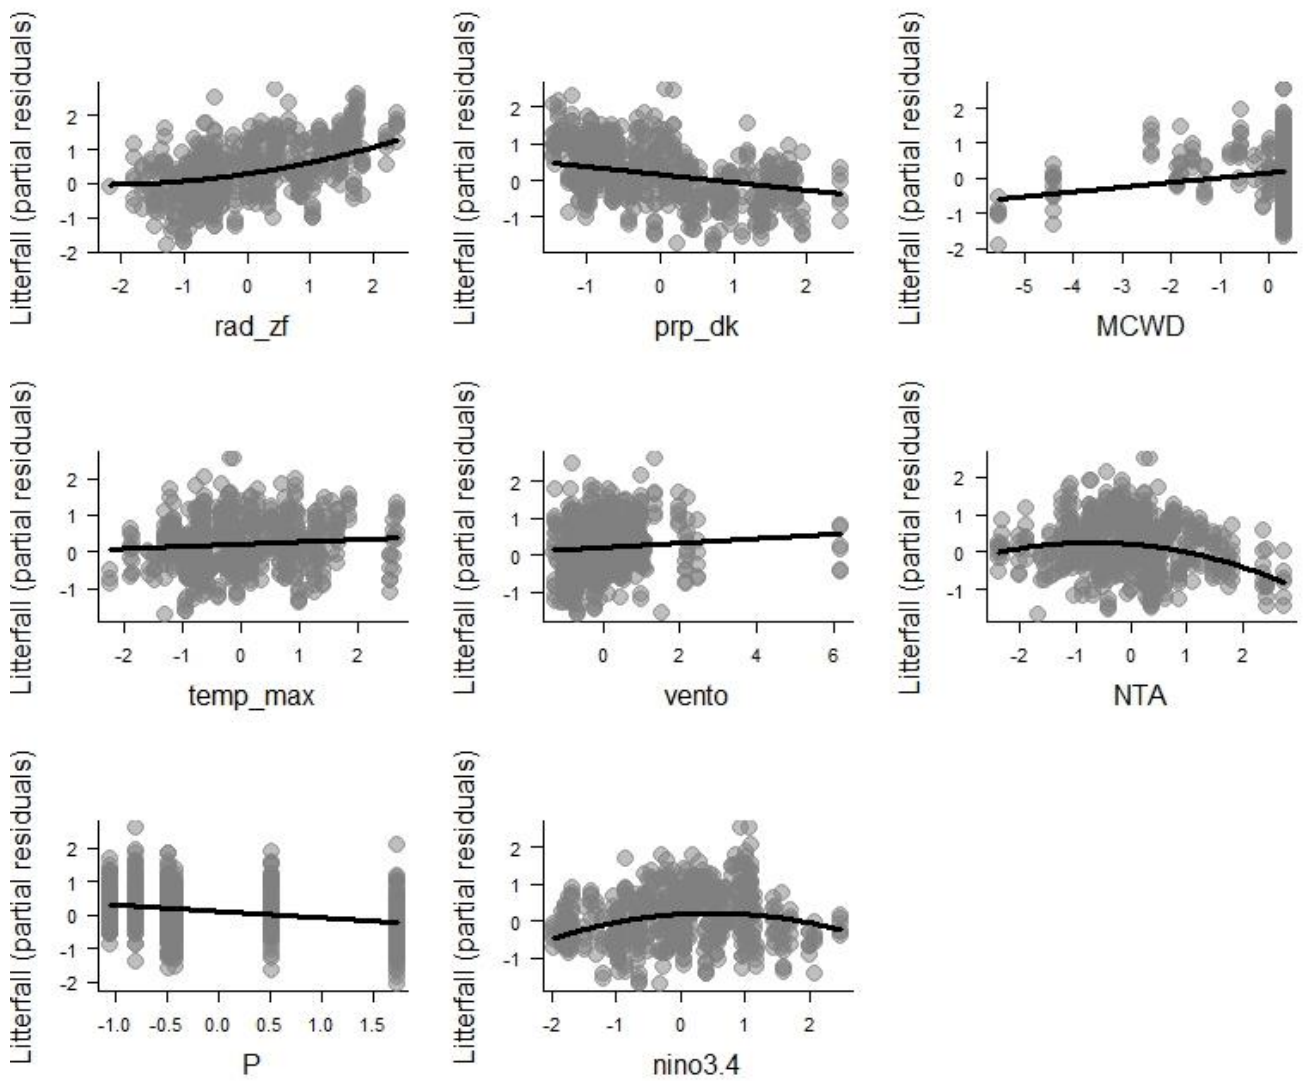 Litterfall (partial residuals)
2
1
0
-1
-2
-2 -1 0 1 2
rad_zf
Litterfall (partial residuals)
2
1
0
-1
-1 0 1 2
prp_dk
Litterfall (partial residuals)
2
1
0
-1
-2
-5 -4 -3 -2 -1 0
MCWD
Litterfall (partial residuals)
2
1
0
-1
-2 -1 0 1 2
temp_max
Litterfall (partial residuals)
2
1
0
-1
0 2 4 6
vento
Litterfall (partial residuals)
2
1
0
-1
-2 -1 0 1 2
NTA
Litterfall (partial residuals)
2
1
0
-1
-2
-1.0 -0.5 0.0 0.5 1.0 1.5
P
Litterfall (partial residuals)
2
1
0
-1
-2 -1 0 1 2
nino3.4